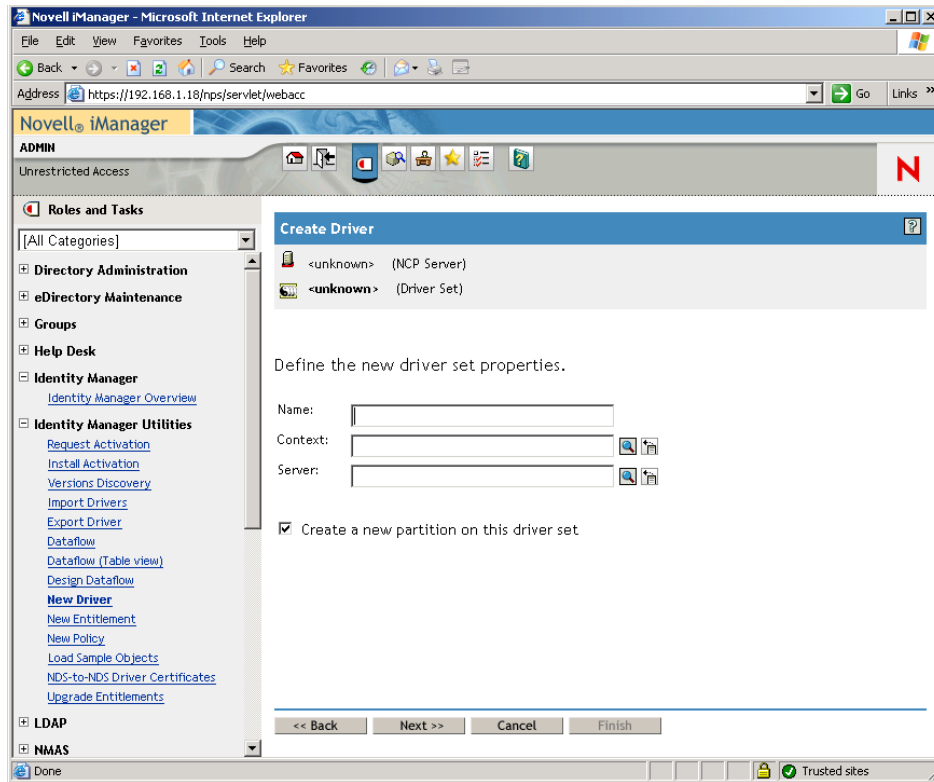 Novell iManager - Microsoft Internet Explorer
File Edit View Favorites Tools Help
Back Search Favorites
Address https://192.168.1.18/nps/servlet/webacc Go Links »
Novell® iManager
ADMIN
Unrestricted Access
N
Roles and Tasks
[All Categories]
Directory Administration
eDirectory Maintenance
Groups
Help Desk
Identity Manager
Identity Manager Overview
Identity Manager Utilities
Request Activation
Install Activation
Versions Discovery
Import Drivers
Export Driver
Dataflow
Dataflow (Table view)
Design Dataflow
New Driver
New Entitlement
New Policy
Load Sample Objects
NDS-to-NDS Driver Certificates
Upgrade Entitlements
LDAP
NMAS
Create Driver ?
<unknown> (NCP Server)
<unknown> (Driver Set)
Define the new driver set properties.
Name:
Context:
Server:
Create a new partition on this driver set
<< Back Next >> Cancel Finish
Done Trusted sites